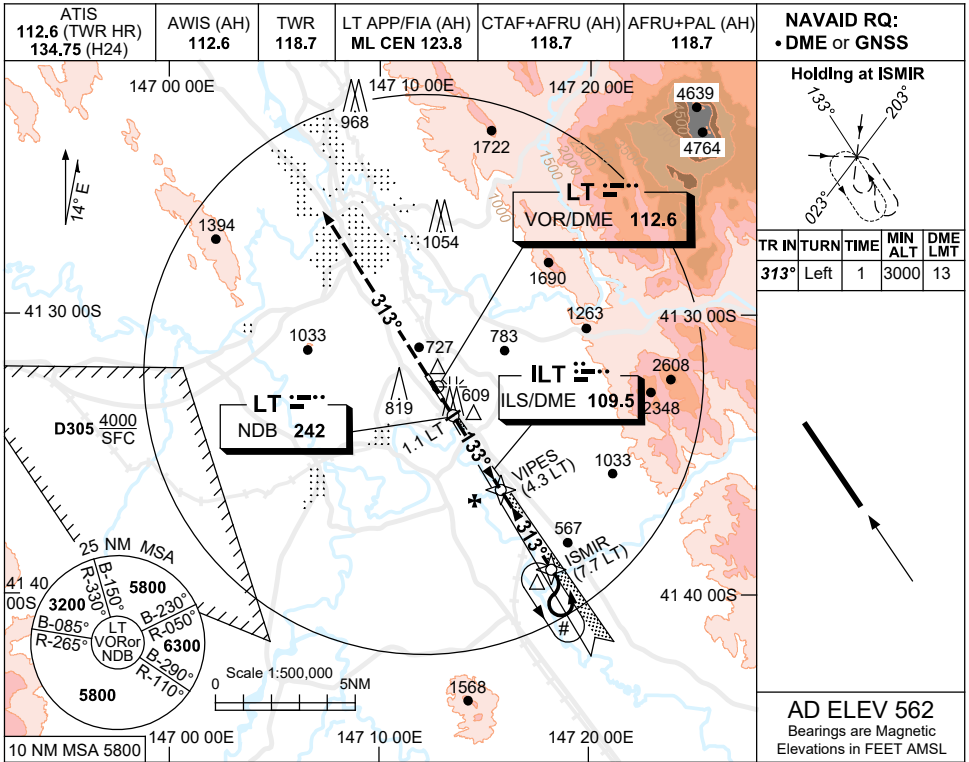 ATIS
112.6 (TWR HR)
134.75 (H24)
AWIS (AH)
112.6
TWR
118.7
LT APP/FIA (AH)
ML CEN 123.8
CTAF+AFRU (AH)
118.7
AFRU+PAL (AH)
118.7
NAVAID RQ:
• DME or GNSS
147 00 00E
147 10 00E
147 20 00E
968
1722
4639
4764
1500
1000
1500
2000
14° E
LT
VOR/DME 112.6
1394
1054
1690
313°
41 30 00S
41 30 00S
1033
727
783
1263
2608
2348
ILT
ILS/DME 109.5
LT
NDB 242
819
609
1.1 LT
133°
D305 4000
SFC
VIPES
(4.3 LT)
1033
313°
567
ISMIR
(7.7 LT)
#
25 NM MSA
41 40
00S
41 40 00S
B-150°
R-330°
5800
3200
B-230°
R-050°
B-085°
R-265°
LT
VORor
NDB
6300
B-290°
R-110°
5800
Scale 1:500,000
0
5NM
1568
10 NM MSA 5800
147 00 00E
147 10 00E
147 20 00E
Holding at ISMIR
133°
203°
023°
TR IN TURN TIME MIN ALT DME LMT
313° Left 1 3000 13
AD ELEV 562
Bearings are Magnetic
Elevations in FEET AMSL